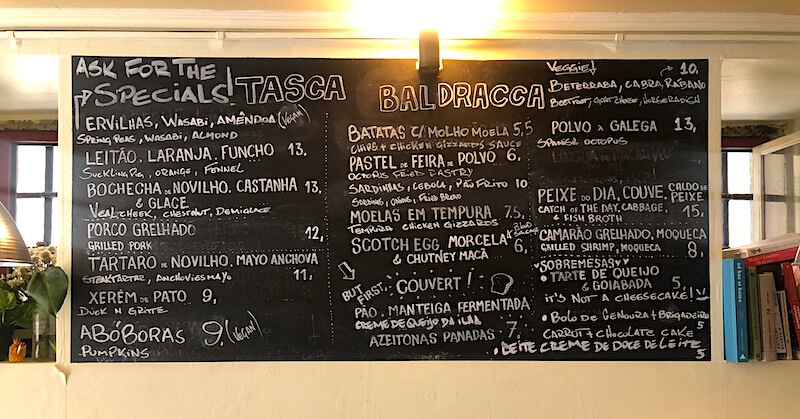 ASK FOR THE
SPECIALS!
TASCA BALDRACCA
ERVILHAS, WASABI, AMÊNDOA (VEGAN)
SPRING PEAS, WASABI, ALMOND
LEITÃO, LARANJA, FUNCHO 13,
SUCKLING PIG, ORANGE, FENNEL
BOCHECHA DE NOVILHO, CASTANHA 13,
& GLACE
VEAL CHEEK, CHESTNUT, DEMIGLACE
PORCO GRELHADO 12,
GRILLED PORK
TÁRTARO DE NOVILHO, MAYO ANCHOVA
STEAK TARTAR, ANCHOVIES MAYO 11,
XERÉM DE PATO 9,
DUCK N GRITS
ABÓBORAS 9, (VEGAN)
PUMPKINS
BATATAS C/ MOLHO MOELA 5,5
CHIPS + CHICKEN GIZZARDS SAUCE
PASTEL DE FEIRA DE POLVO 6,
OCTOPUS FRIED PASTRY
SARDINHAS, CEBOLA, PÃO FRITO 10
SARDINES, ONIONS, FRIED BREAD
MOELAS EM TEMPURA 7,5,
TEMPURA CHICKEN GIZZARDS
SCOTCH EGG, MORCELA 6,
& CHUTNEY MAÇÃ
BUT FIRST, COUVERT!
PÃO, MANTEIGA FERMENTADA
CREME DE QUEIJO DA ILHA
AZEITONAS PANADAS 7,
VEGGIE! 10,
BETERRABA, CABRA, RÁBANO
BEETROOT, GOAT CHEESE, HORSERADISH
POLVO À GALEGA 13,
SPANISH OCTOPUS
PEIXE DO DIA, COUVE, CALDO DE PEIXE
CATCH OF THE DAY, CABBAGE, 15,
& FISH BROTH
CAMARÃO GRELHADO, MOQUECA
GRILLED SHRIMP, MOQUECA 8,
SOBREMESAS
• TARTE DE QUEIJO
& GOIABADA 5,
IT'S NOT A CHEESECAKE!
• BOLO DE CENOURA + BRIGADEIRO
CARROT + CHOCOLATE CAKE 5
• LEITE CREME DE DOCE DE LEITE 5